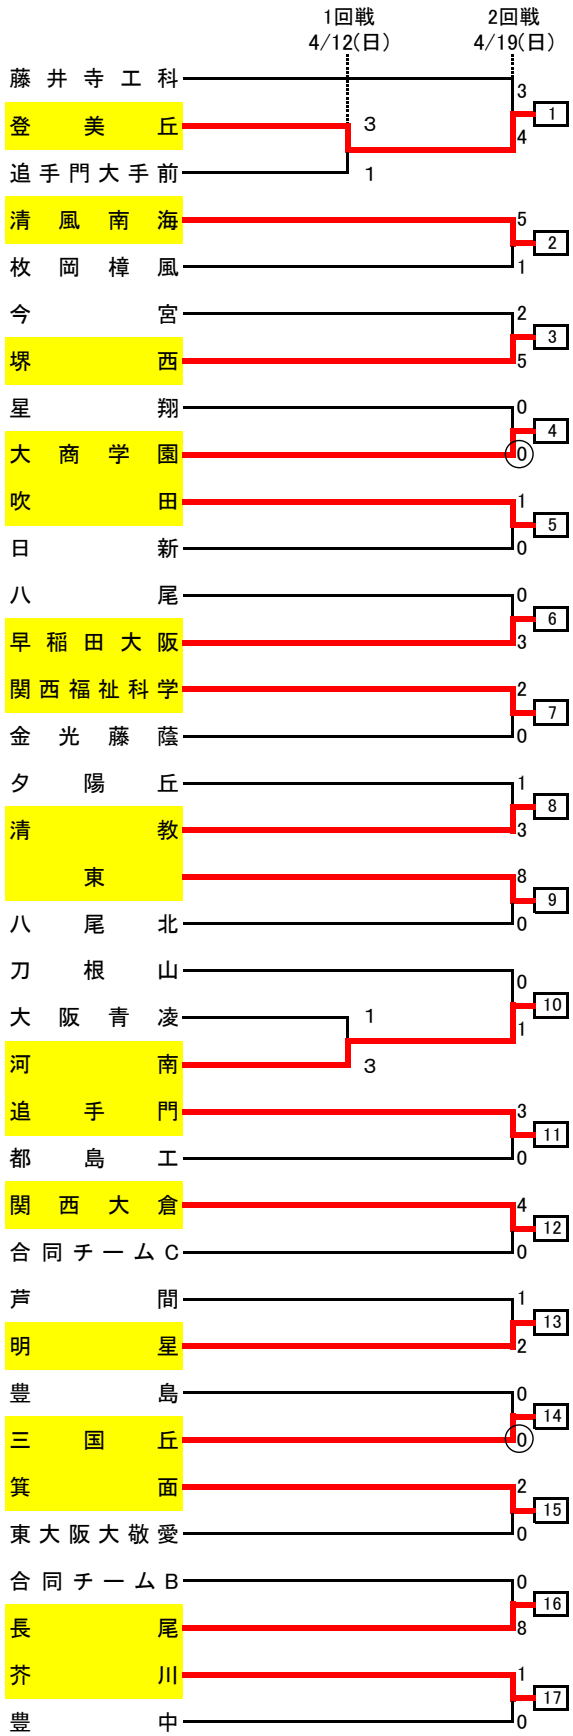 1回戦 2回戦
4/12(日) 4/19(日)
藤井寺工科
3
1
登美丘 3
4
追手門大手前 1
清風南海 5
2
枚岡樟風 1
今宮 2
3
堺西 5
星翔 0
4
大商学園 0
吹田 1
5
日新 0
八尾 0
6
早稲田大阪 3
関西福祉科学 2
7
金光藤蔭 0
夕陽丘 1
8
清教 3
東 8
9
八尾北 0
刀根山 0
10
大阪青凌 1
1
河南 3
追手門 3
11
都島工 0
関西大倉 4
12
合同チームC 0
芦間 1
13
明星 2
豊島 0
14
三国丘 0
箕面 2
15
東大阪大敬愛 0
合同チームB 0
16
長尾 8
芥川 1
17
豊中 0